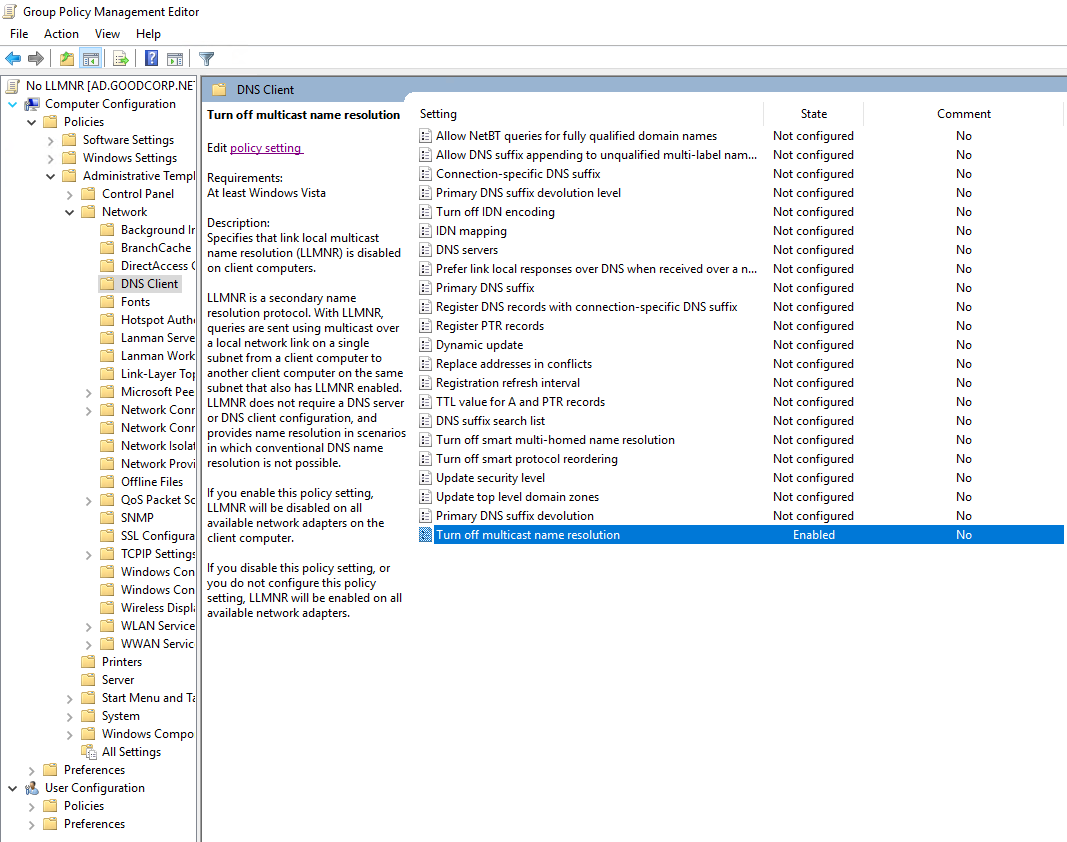 Group Policy Management Editor
File Action View Help
No LLMNR [AD.GOODCORP.NE
Computer Configuration
Policies
Software Settings
Windows Settings
Administrative Templ
Control Panel
Network
Background In
BranchCache
DirectAccess C
DNS Client
Fonts
Hotspot Authe
Lanman Serve
Lanman Work
Link-Layer Top
Microsoft Pee
Network Conn
Network Conn
Network Isolat
Network Provi
Offline Files
QoS Packet Sc
SNMP
SSL Configura
TCPIP Settings
Windows Con
Windows Con
Wireless Displa
WLAN Service
WWAN Servic
Printers
Server
Start Menu and Ta
System
Windows Compo
All Settings
Preferences
User Configuration
Policies
Preferences
DNS Client
Turn off multicast name resolution
Edit policy setting
Requirements:
At least Windows Vista
Description:
Specifies that link local multicast
name resolution (LLMNR) is disabled
on client computers.
LLMNR is a secondary name
resolution protocol. With LLMNR,
queries are sent using multicast over
a local network link on a single
subnet from a client computer to
another client computer on the same
subnet that also has LLMNR enabled.
LLMNR does not require a DNS server
or DNS client configuration, and
provides name resolution in scenarios
in which conventional DNS name
resolution is not possible.
If you enable this policy setting,
LLMNR will be disabled on all
available network adapters on the
client computer.
If you disable this policy setting, or
you do not configure this policy
setting, LLMNR will be enabled on all
available network adapters.
Setting State Comment
Allow NetBT queries for fully qualified domain names Not configured No
Allow DNS suffix appending to unqualified multi-label nam... Not configured No
Connection-specific DNS suffix Not configured No
Primary DNS suffix devolution level Not configured No
Turn off IDN encoding Not configured No
IDN mapping Not configured No
DNS servers Not configured No
Prefer link local responses over DNS when received over a n... Not configured No
Primary DNS suffix Not configured No
Register DNS records with connection-specific DNS suffix Not configured No
Register PTR records Not configured No
Dynamic update Not configured No
Replace addresses in conflicts Not configured No
Registration refresh interval Not configured No
TTL value for A and PTR records Not configured No
DNS suffix search list Not configured No
Turn off smart multi-homed name resolution Not configured No
Turn off smart protocol reordering Not configured No
Update security level Not configured No
Update top level domain zones Not configured No
Primary DNS suffix devolution Not configured No
Turn off multicast name resolution Enabled No